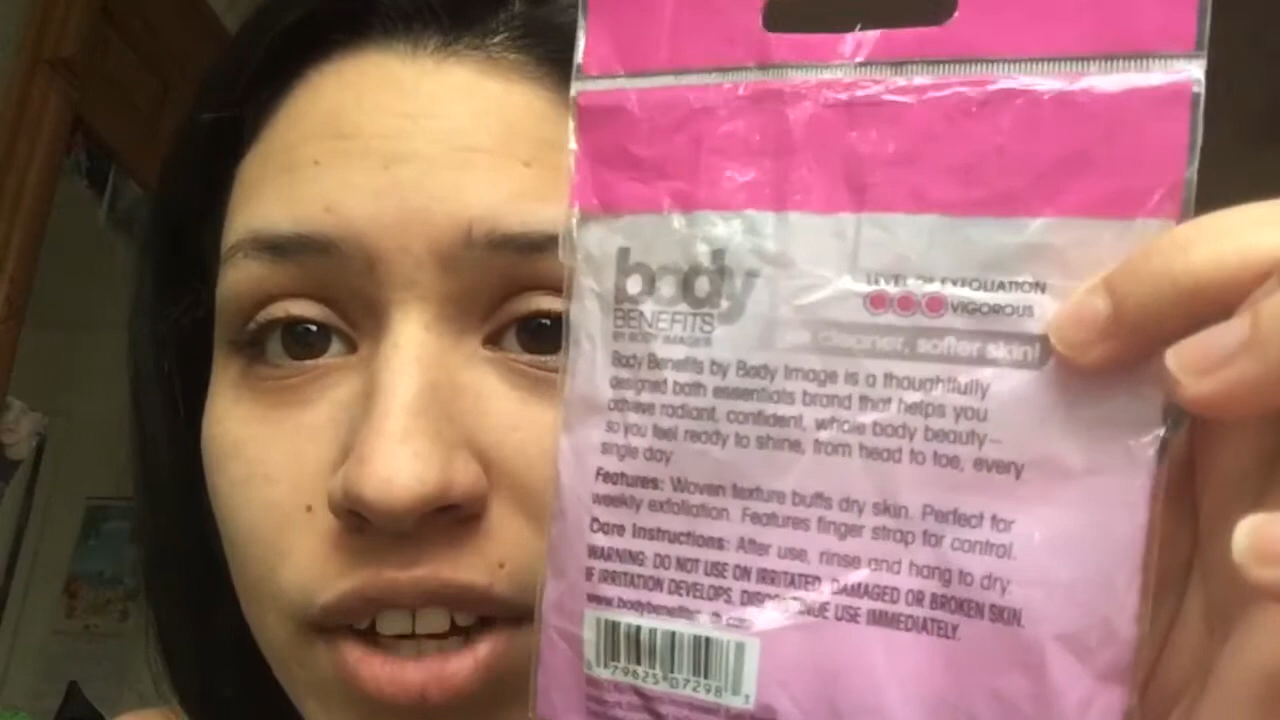 body
BENEFITS
BY BODY IMAGE
LEVEL OF EXFOLIATION
VIGOROUS
cleaner, softer skin!
Body Benefits by Body Image is a thoughtfully
designed bath essentials brand that helps you
achieve radiant, confident, whole body beauty—
so you feel ready to shine, from head to toe, every
single day
Features: Woven texture buffs dry skin. Perfect for
weekly exfoliation. Features finger strap for control.
Care Instructions: After use, rinse and hang to dry.
WARNING: DO NOT USE ON IRRITATED, DAMAGED OR BROKEN SKIN.
IF IRRITATION DEVELOPS, DISCONTINUE USE IMMEDIATELY.
79625 07298